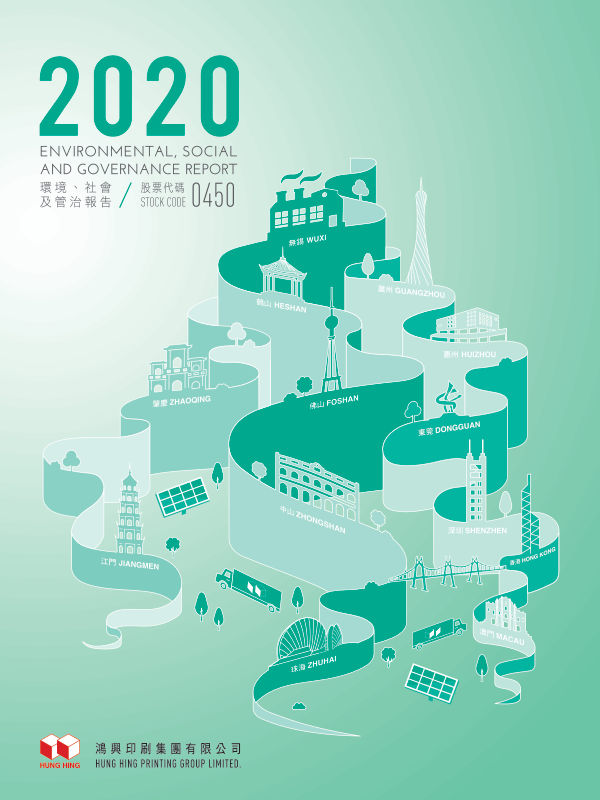 2020
ENVIRONMENTAL, SOCIAL
AND GOVERNANCE REPORT
環境、社會
及管治報告 / 股票代碼
STOCK CODE 0450
無錫 WUXI
廣州 GUANGZHOU
鶴山 HESHAN
惠州 HUIZHOU
肇慶 ZHAOQING
佛山 FOSHAN
東莞 DONGGUAN
中山 ZHONGSHAN
深圳 SHENZHEN
香港 HONG KONG
江門 JIANGMEN
澳門 MACAU
珠海 ZHUHAI
HUNG HING
鴻興印刷集團有限公司
HUNG HING PRINTING GROUP LIMITED.